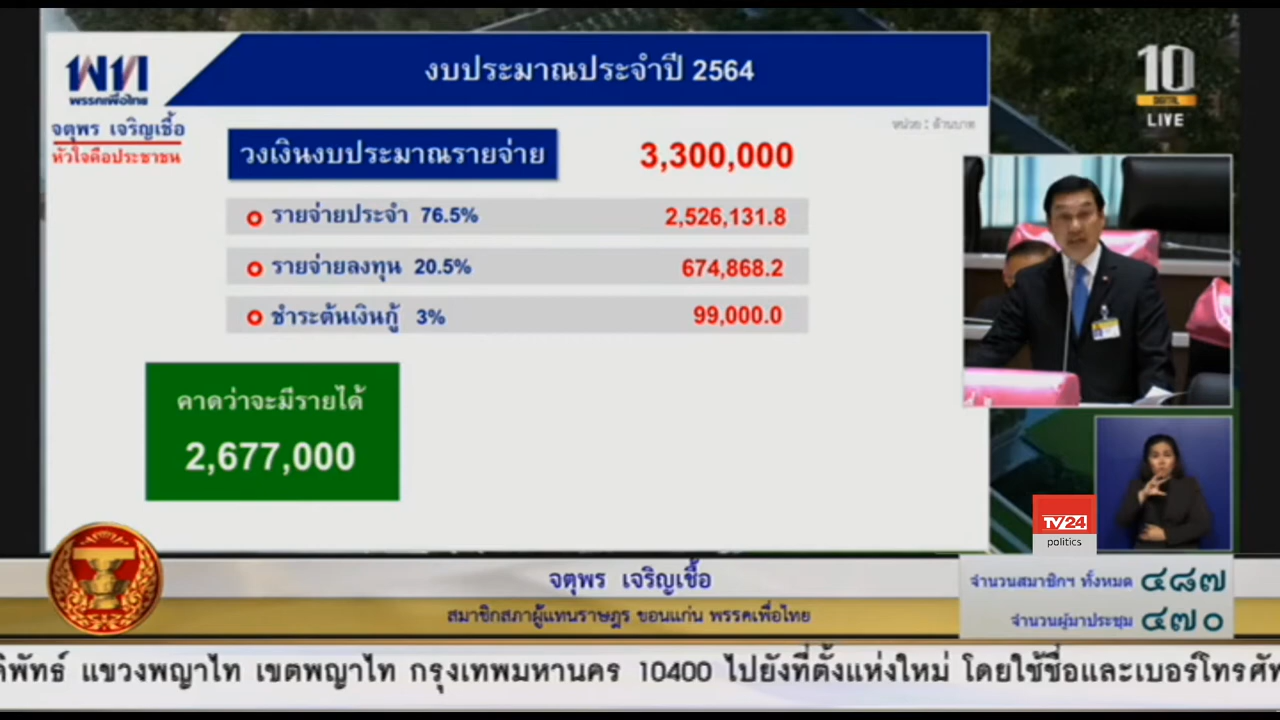 พท
พรรคเพื่อไทย
จตุพร เจริญเชื้อ
หัวใจคือประชาชน
งบประมาณประจำปี 2564
หน่วย : ล้านบาท
วงเงินงบประมาณรายจ่าย 3,300,000
รายจ่ายประจำ 76.5% 2,526,131.8
รายจ่ายลงทุน 20.5% 674,868.2
ชำระต้นเงินกู้ 3% 99,000.0
คาดว่าจะมีรายได้
2,677,000
10
DIGITAL
LIVE
TV24
politics
จตุพร เจริญเชื้อ
สมาชิกสภาผู้แทนราษฎร ขอนแก่น พรรคเพื่อไทย
จำนวนสมาชิกฯ ทั้งหมด ๔๘๗
จำนวนผู้มาประชุม ๔๗๐
แขวงพญาไท เขตพญาไท กรุงเทพมหานคร 10400 ไปยังที่ตั้งแห่งใหม่ โดยใช้ชื่อและเบอร์โทรศัพ